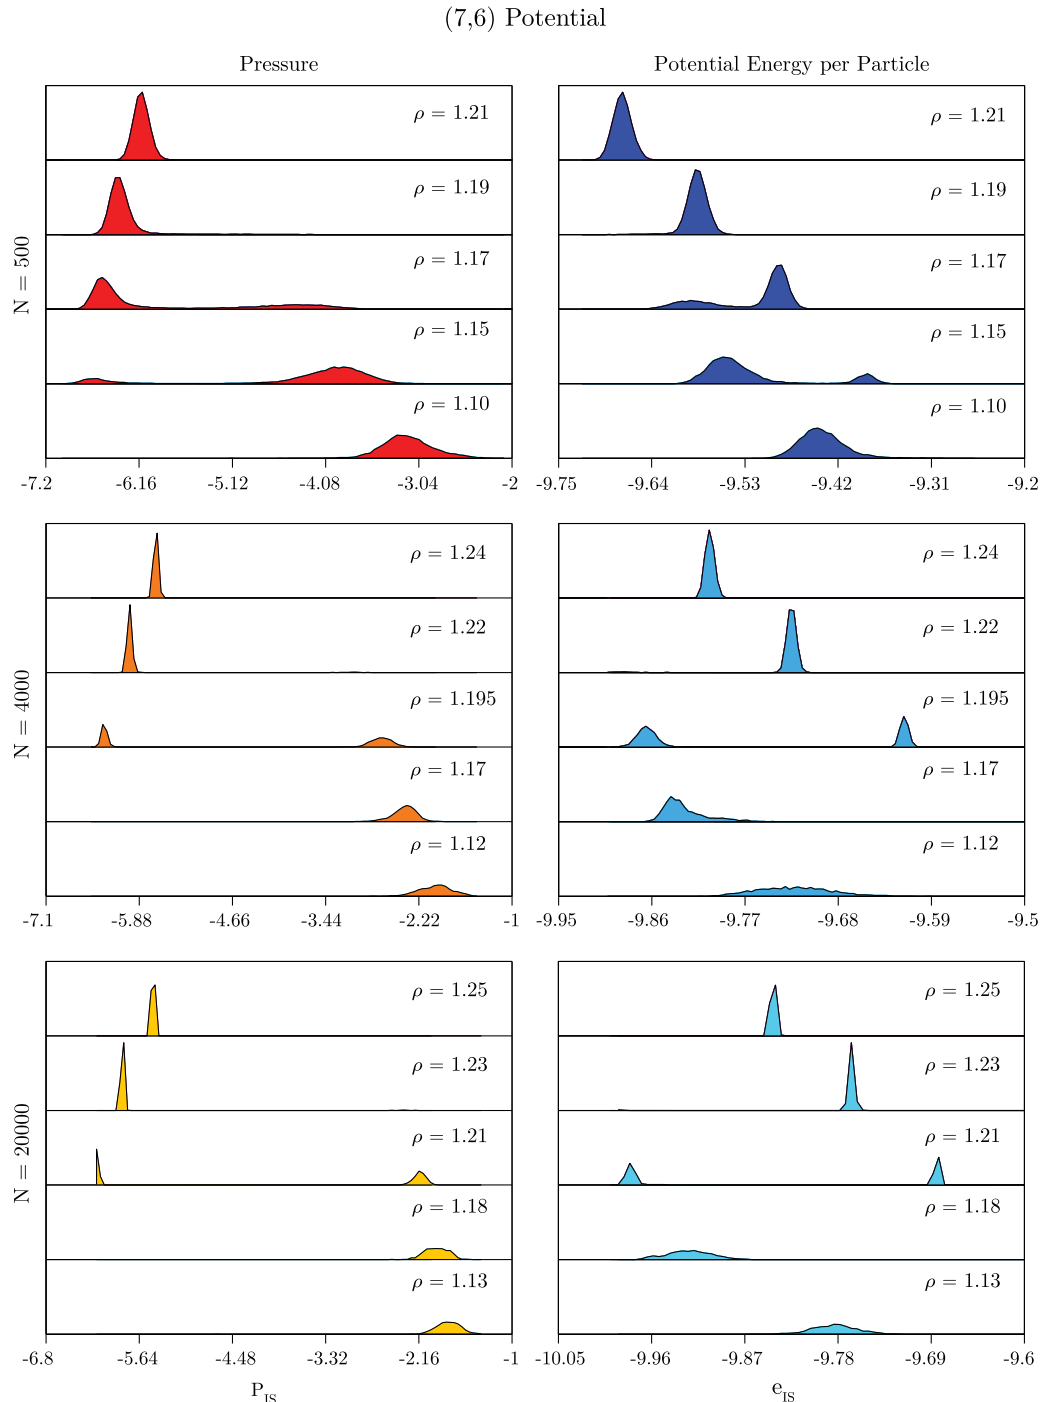 (7,6) Potential
Pressure
Potential Energy per Particle
N = 500
ρ = 1.21
ρ = 1.19
ρ = 1.17
ρ = 1.15
ρ = 1.10
-7.2 -6.16 -5.12 -4.08 -3.04 -2
ρ = 1.21
ρ = 1.19
ρ = 1.17
ρ = 1.15
ρ = 1.10
-9.75 -9.64 -9.53 -9.42 -9.31 -9.2
N = 4000
ρ = 1.24
ρ = 1.22
ρ = 1.195
ρ = 1.17
ρ = 1.12
-7.1 -5.88 -4.66 -3.44 -2.22 -1
ρ = 1.24
ρ = 1.22
ρ = 1.195
ρ = 1.17
ρ = 1.12
-9.95 -9.86 -9.77 -9.68 -9.59 -9.5
N = 20000
ρ = 1.25
ρ = 1.23
ρ = 1.21
ρ = 1.18
ρ = 1.13
-6.8 -5.64 -4.48 -3.32 -2.16 -1
P_IS
ρ = 1.25
ρ = 1.23
ρ = 1.21
ρ = 1.18
ρ = 1.13
-10.05 -9.96 -9.87 -9.78 -9.69 -9.6
e_IS